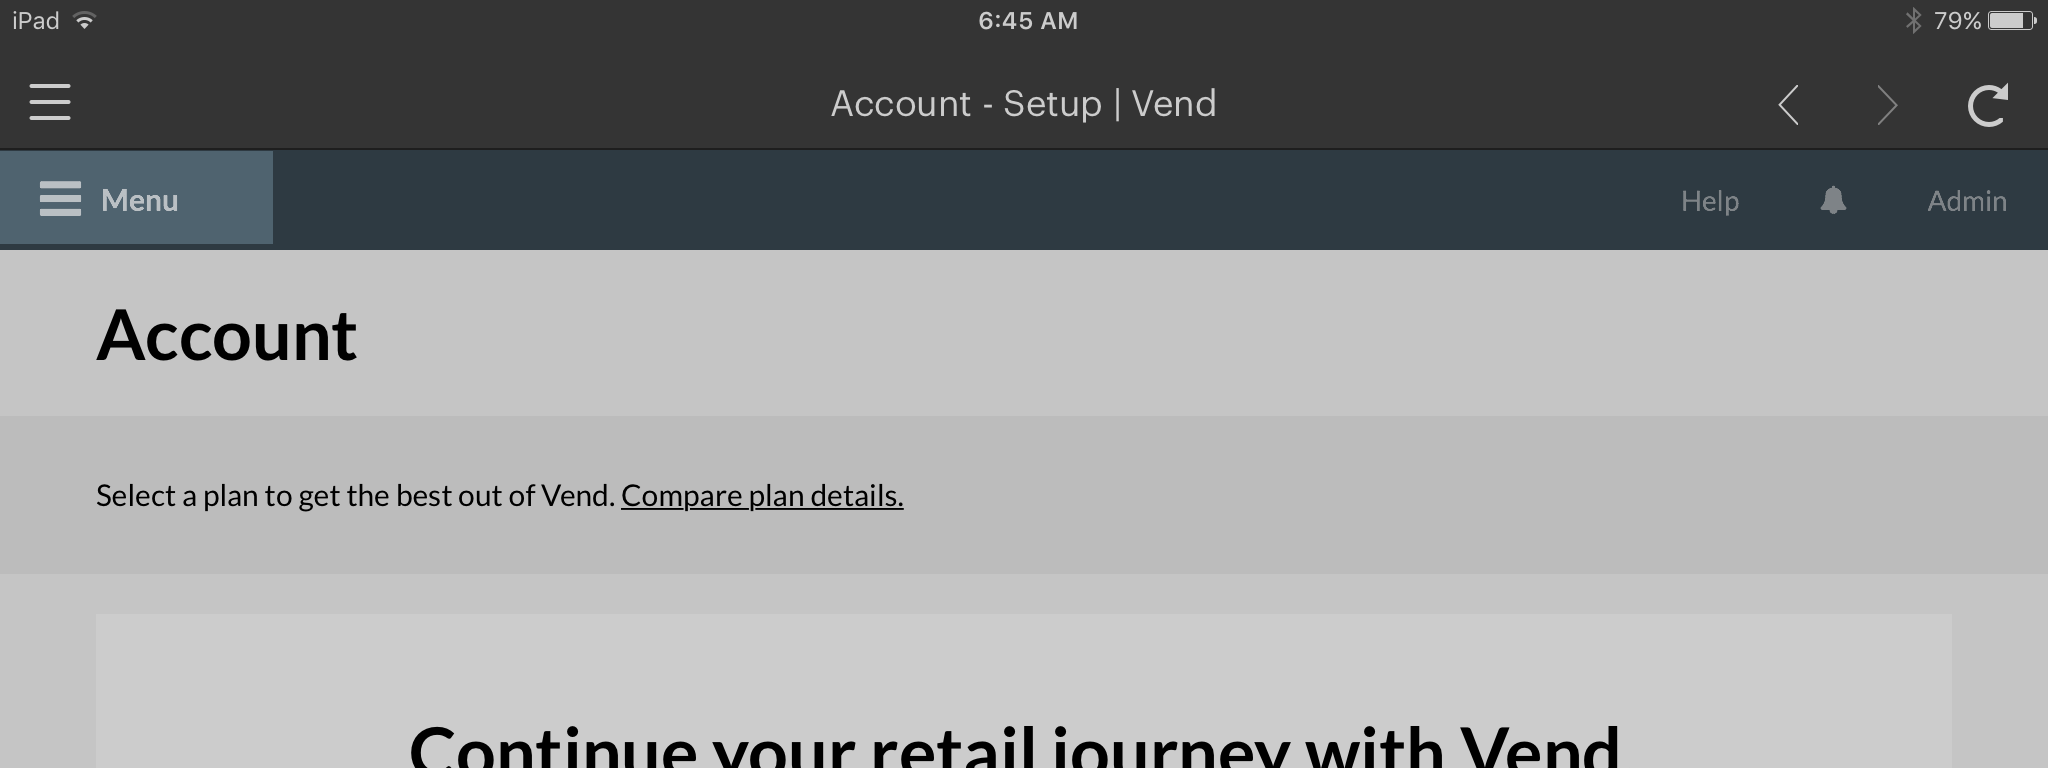 iPad
6:45 AM
79%
Account - Setup | Vend
Menu
Help
Admin
Account
Select a plan to get the best out of Vend. Compare plan details.
Continue your retail journey with Vend